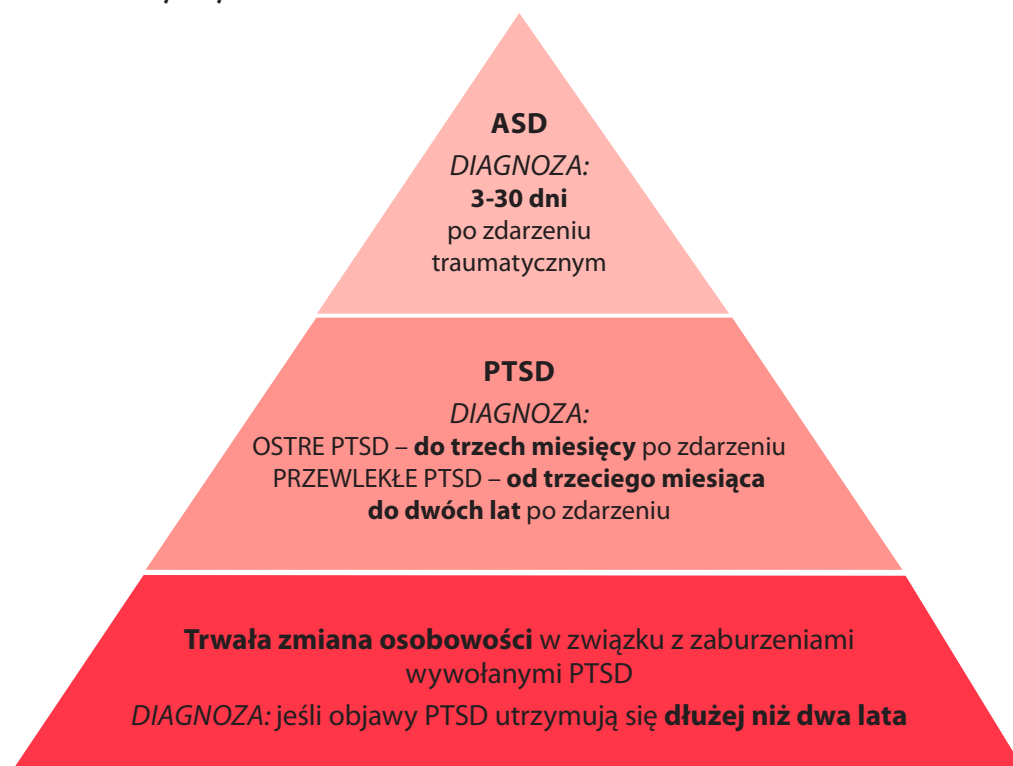 ASD
DIAGNOZA:
3-30 dni
po zdarzeniu
traumatycznym
PTSD
DIAGNOZA:
OSTRE PTSD – do trzech miesięcy po zdarzeniu
PRZEWLEKŁE PTSD – od trzeciego miesiąca
do dwóch lat po zdarzeniu
Trwała zmiana osobowości w związku z zaburzeniami
wywołanymi PTSD
DIAGNOZA: jeśli objawy PTSD utrzymują się dłużej niż dwa lata